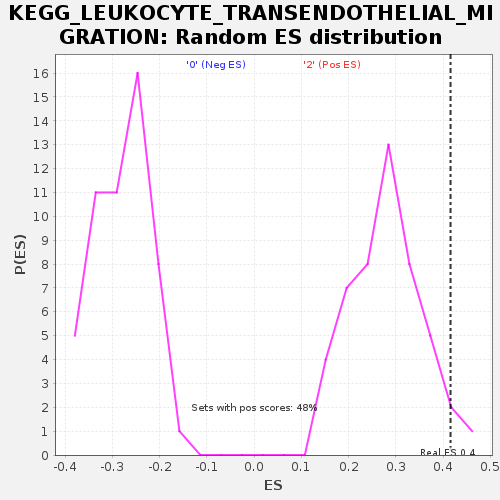 KEGG_LEUKOCYTE_TRANSENDOTHELIAL_MI
GRATION: Random ES distribution
'0' (Neg ES) '2' (Pos ES)
16
15
14
13
12
11
10
9
8
7
6
5
4
3
2
1
0
P(ES)
Sets with pos scores: 48%
Real ES 0.4
-0.4 -0.3 -0.2 -0.1 0.0 0.1 0.2 0.3 0.4 0.5
ES